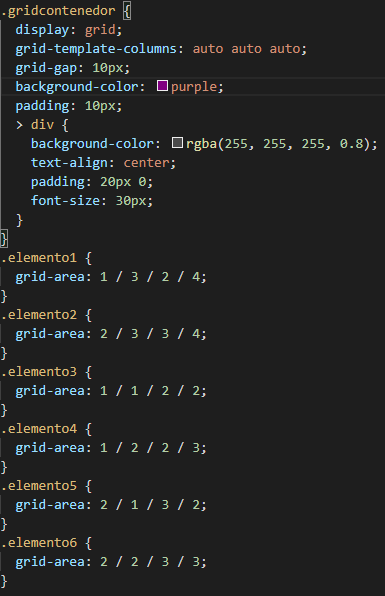 .gridcontenedor {
  display: grid;
  grid-template-columns: auto auto auto;
  grid-gap: 10px;
  background-color: purple;
  padding: 10px;
  > div {
    background-color: rgba(255, 255, 255, 0.8);
    text-align: center;
    padding: 20px 0;
    font-size: 30px;
  }
}
.elemento1 {
  grid-area: 1 / 3 / 2 / 4;
}
.elemento2 {
  grid-area: 2 / 3 / 3 / 4;
}
.elemento3 {
  grid-area: 1 / 1 / 2 / 2;
}
.elemento4 {
  grid-area: 1 / 2 / 2 / 3;
}
.elemento5 {
  grid-area: 2 / 1 / 3 / 2;
}
.elemento6 {
  grid-area: 2 / 2 / 3 / 3;
}